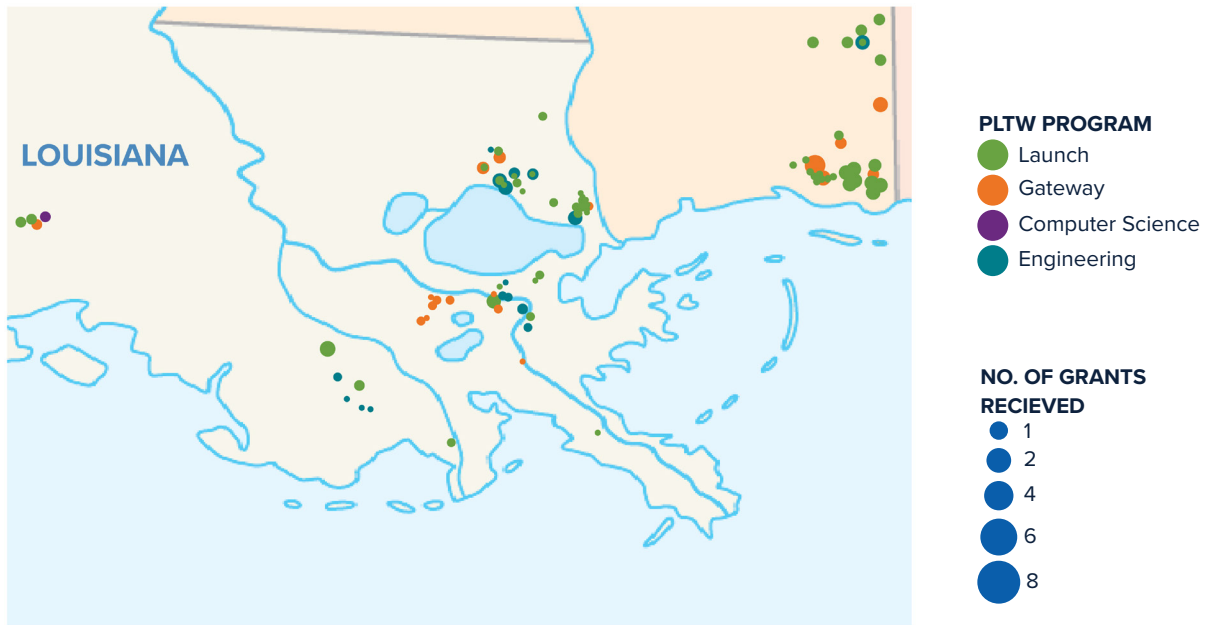 LOUISIANA
PLTW PROGRAM
Launch
Gateway
Computer Science
Engineering
NO. OF GRANTS
RECIEVED
1
2
4
6
8